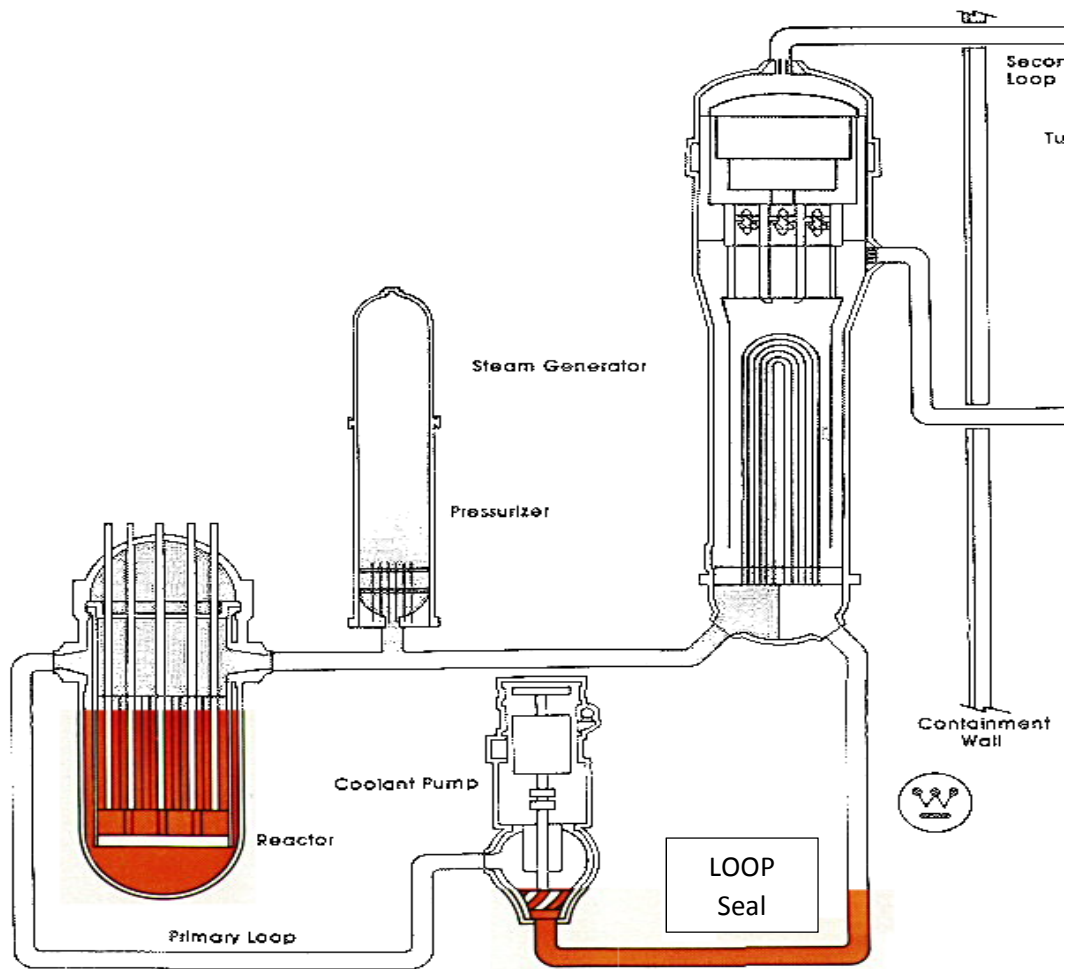 Secon
Loop
Tu
Steam Generator
Pressurizer
Containment
Wall
Coolant Pump
Reactor
LOOP
Seal
Primary Loop